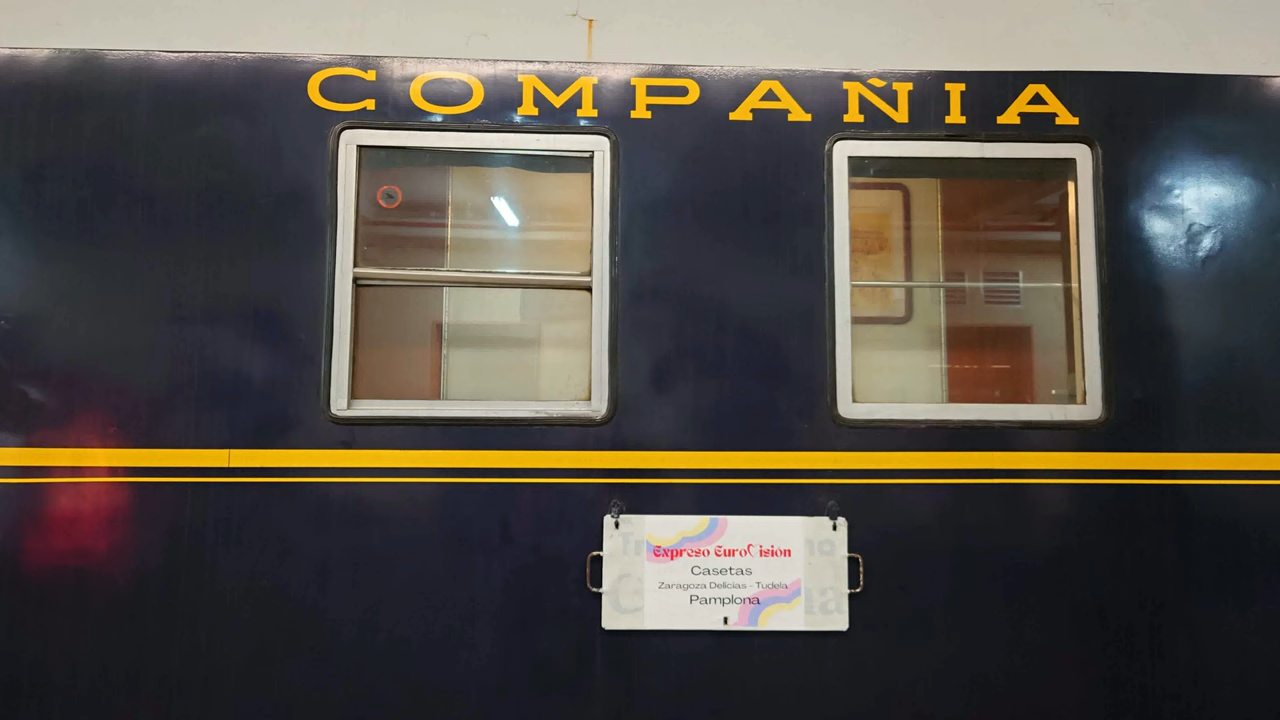 COMPAÑIA
Expreso EuroVisión
Casetas
Zaragoza Delicias - Tudela
Pamplona